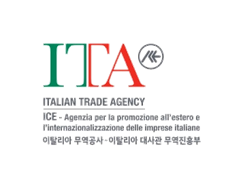 ITA
ITALIAN TRADE AGENCY
ICE - Agenzia per la promozione all'estero e
l'internazionalizzazione delle imprese italiane
이탈리아 무역공사 · 이탈리아 대사관 무역진흥부